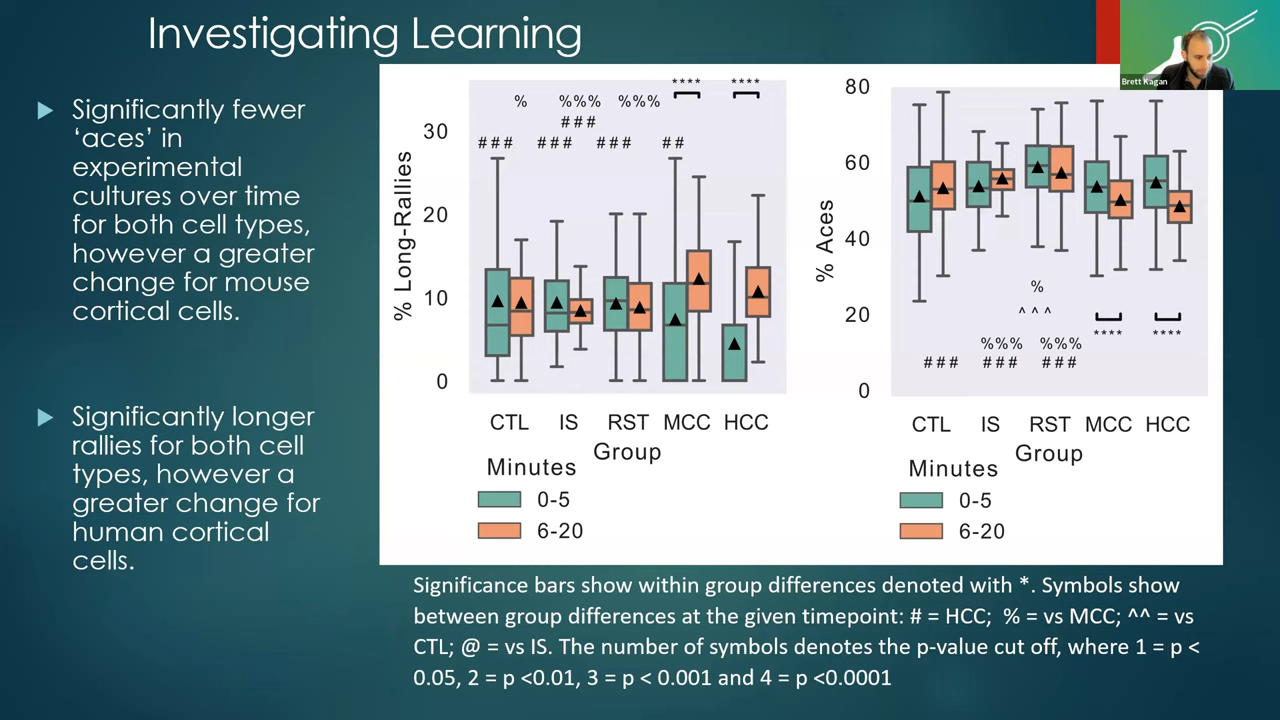 Investigating Learning
Brett Kagan
Significantly fewer
‘aces’ in
experimental
cultures over time
for both cell types,
however a greater
change for mouse
cortical cells.
Significantly longer
rallies for both cell
types, however a
greater change for
human cortical
cells.
% Long-Rallies
30
20
10
0
%
%%%
%%%
****
****
###
###
###
###
##
CTL IS RST MCC HCC
Group
Minutes
0-5
6-20
% Aces
80
60
40
20
0
%
^^^
****
****
%%%
%%%
###
###
###
CTL IS RST MCC HCC
Group
Minutes
0-5
6-20
Significance bars show within group differences denoted with *. Symbols show
between group differences at the given timepoint: # = HCC; % = vs MCC; ^^ = vs
CTL; @ = vs IS. The number of symbols denotes the p-value cut off, where 1 = p <
0.05, 2 = p <0.01, 3 = p < 0.001 and 4 = p <0.0001